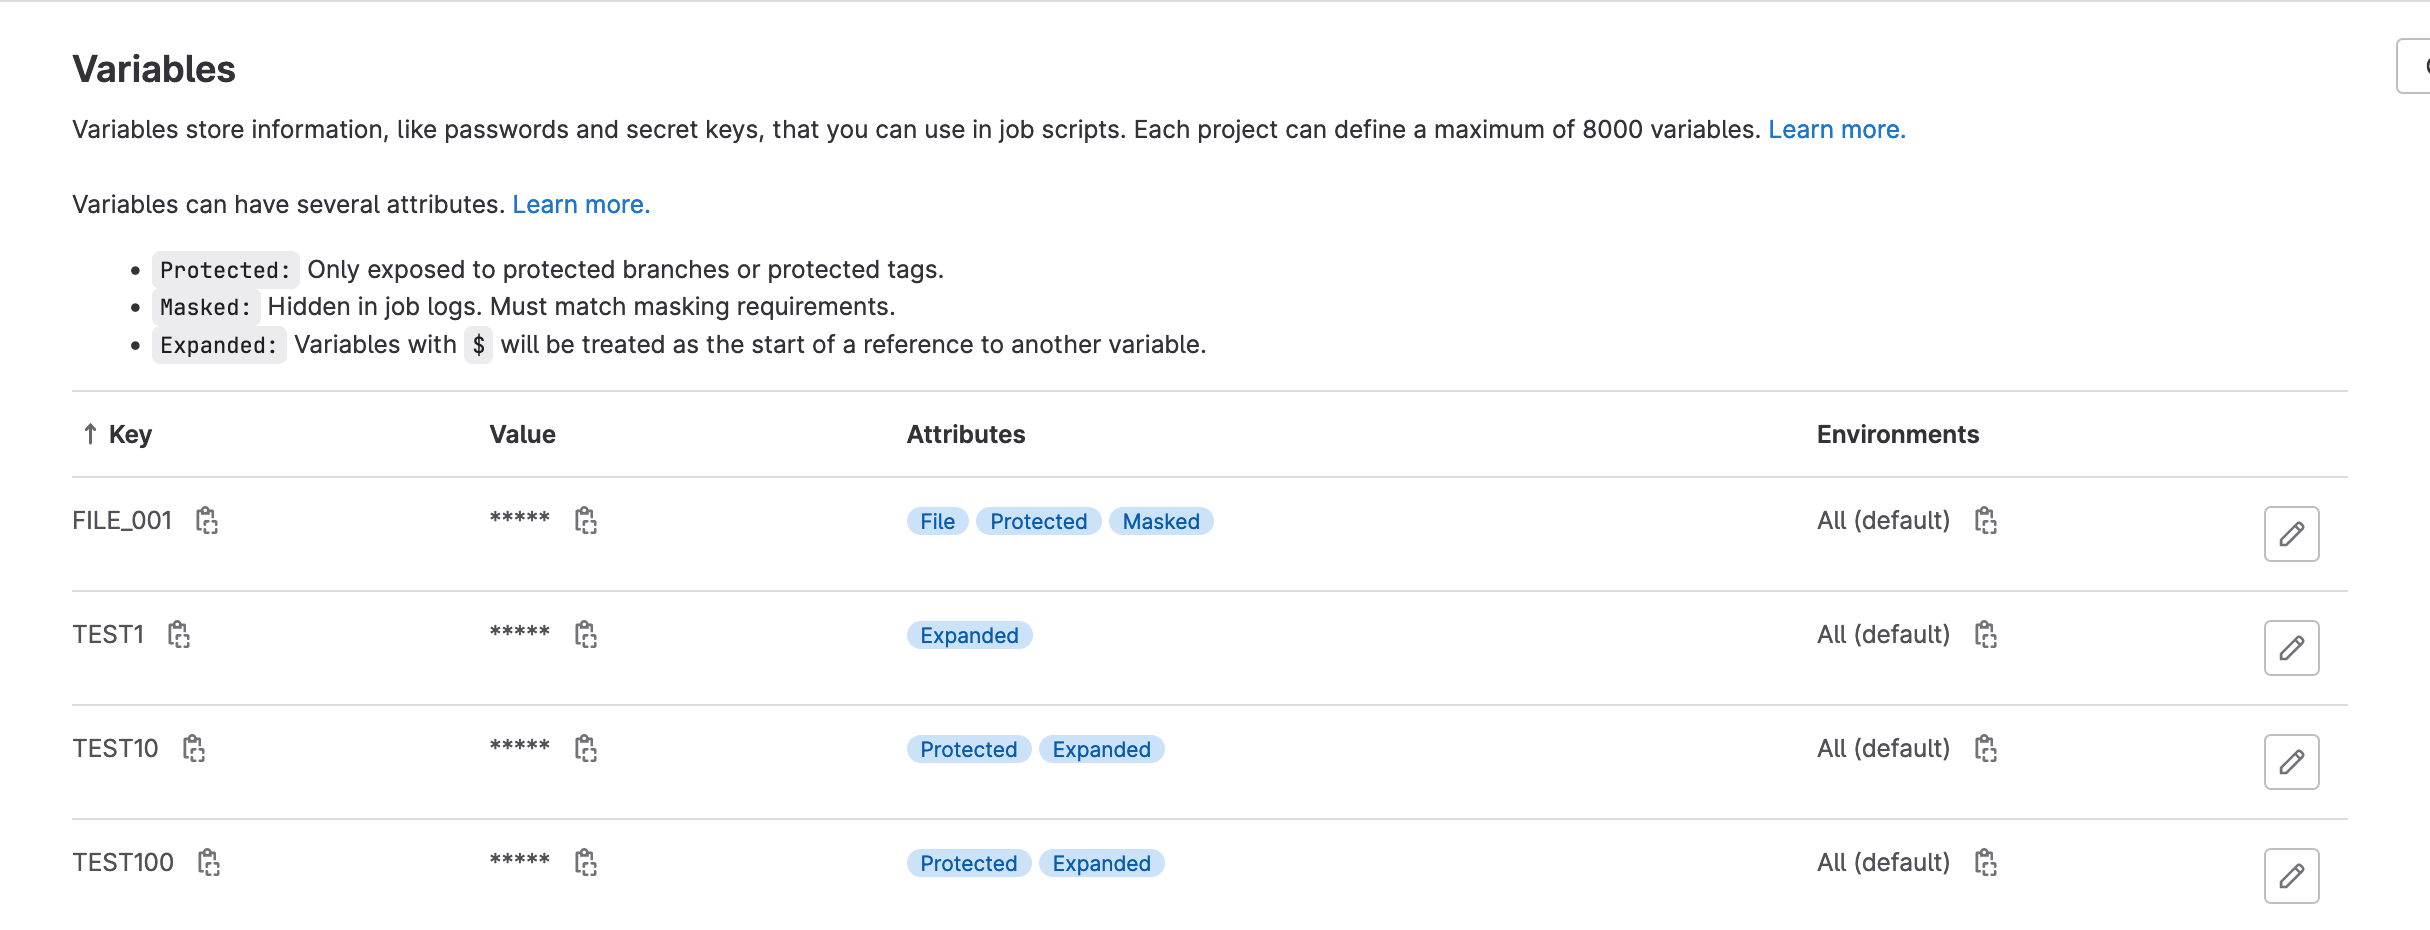 Variables
Variables store information, like passwords and secret keys, that you can use in job scripts. Each project can define a maximum of 8000 variables. Learn more.
Variables can have several attributes. Learn more.
• Protected: Only exposed to protected branches or protected tags.
• Masked: Hidden in job logs. Must match masking requirements.
• Expanded: Variables with $ will be treated as the start of a reference to another variable.
↑ Key Value Attributes Environments
FILE_001 ***** File Protected Masked All (default)
TEST1 ***** Expanded All (default)
TEST10 ***** Protected Expanded All (default)
TEST100 ***** Protected Expanded All (default)